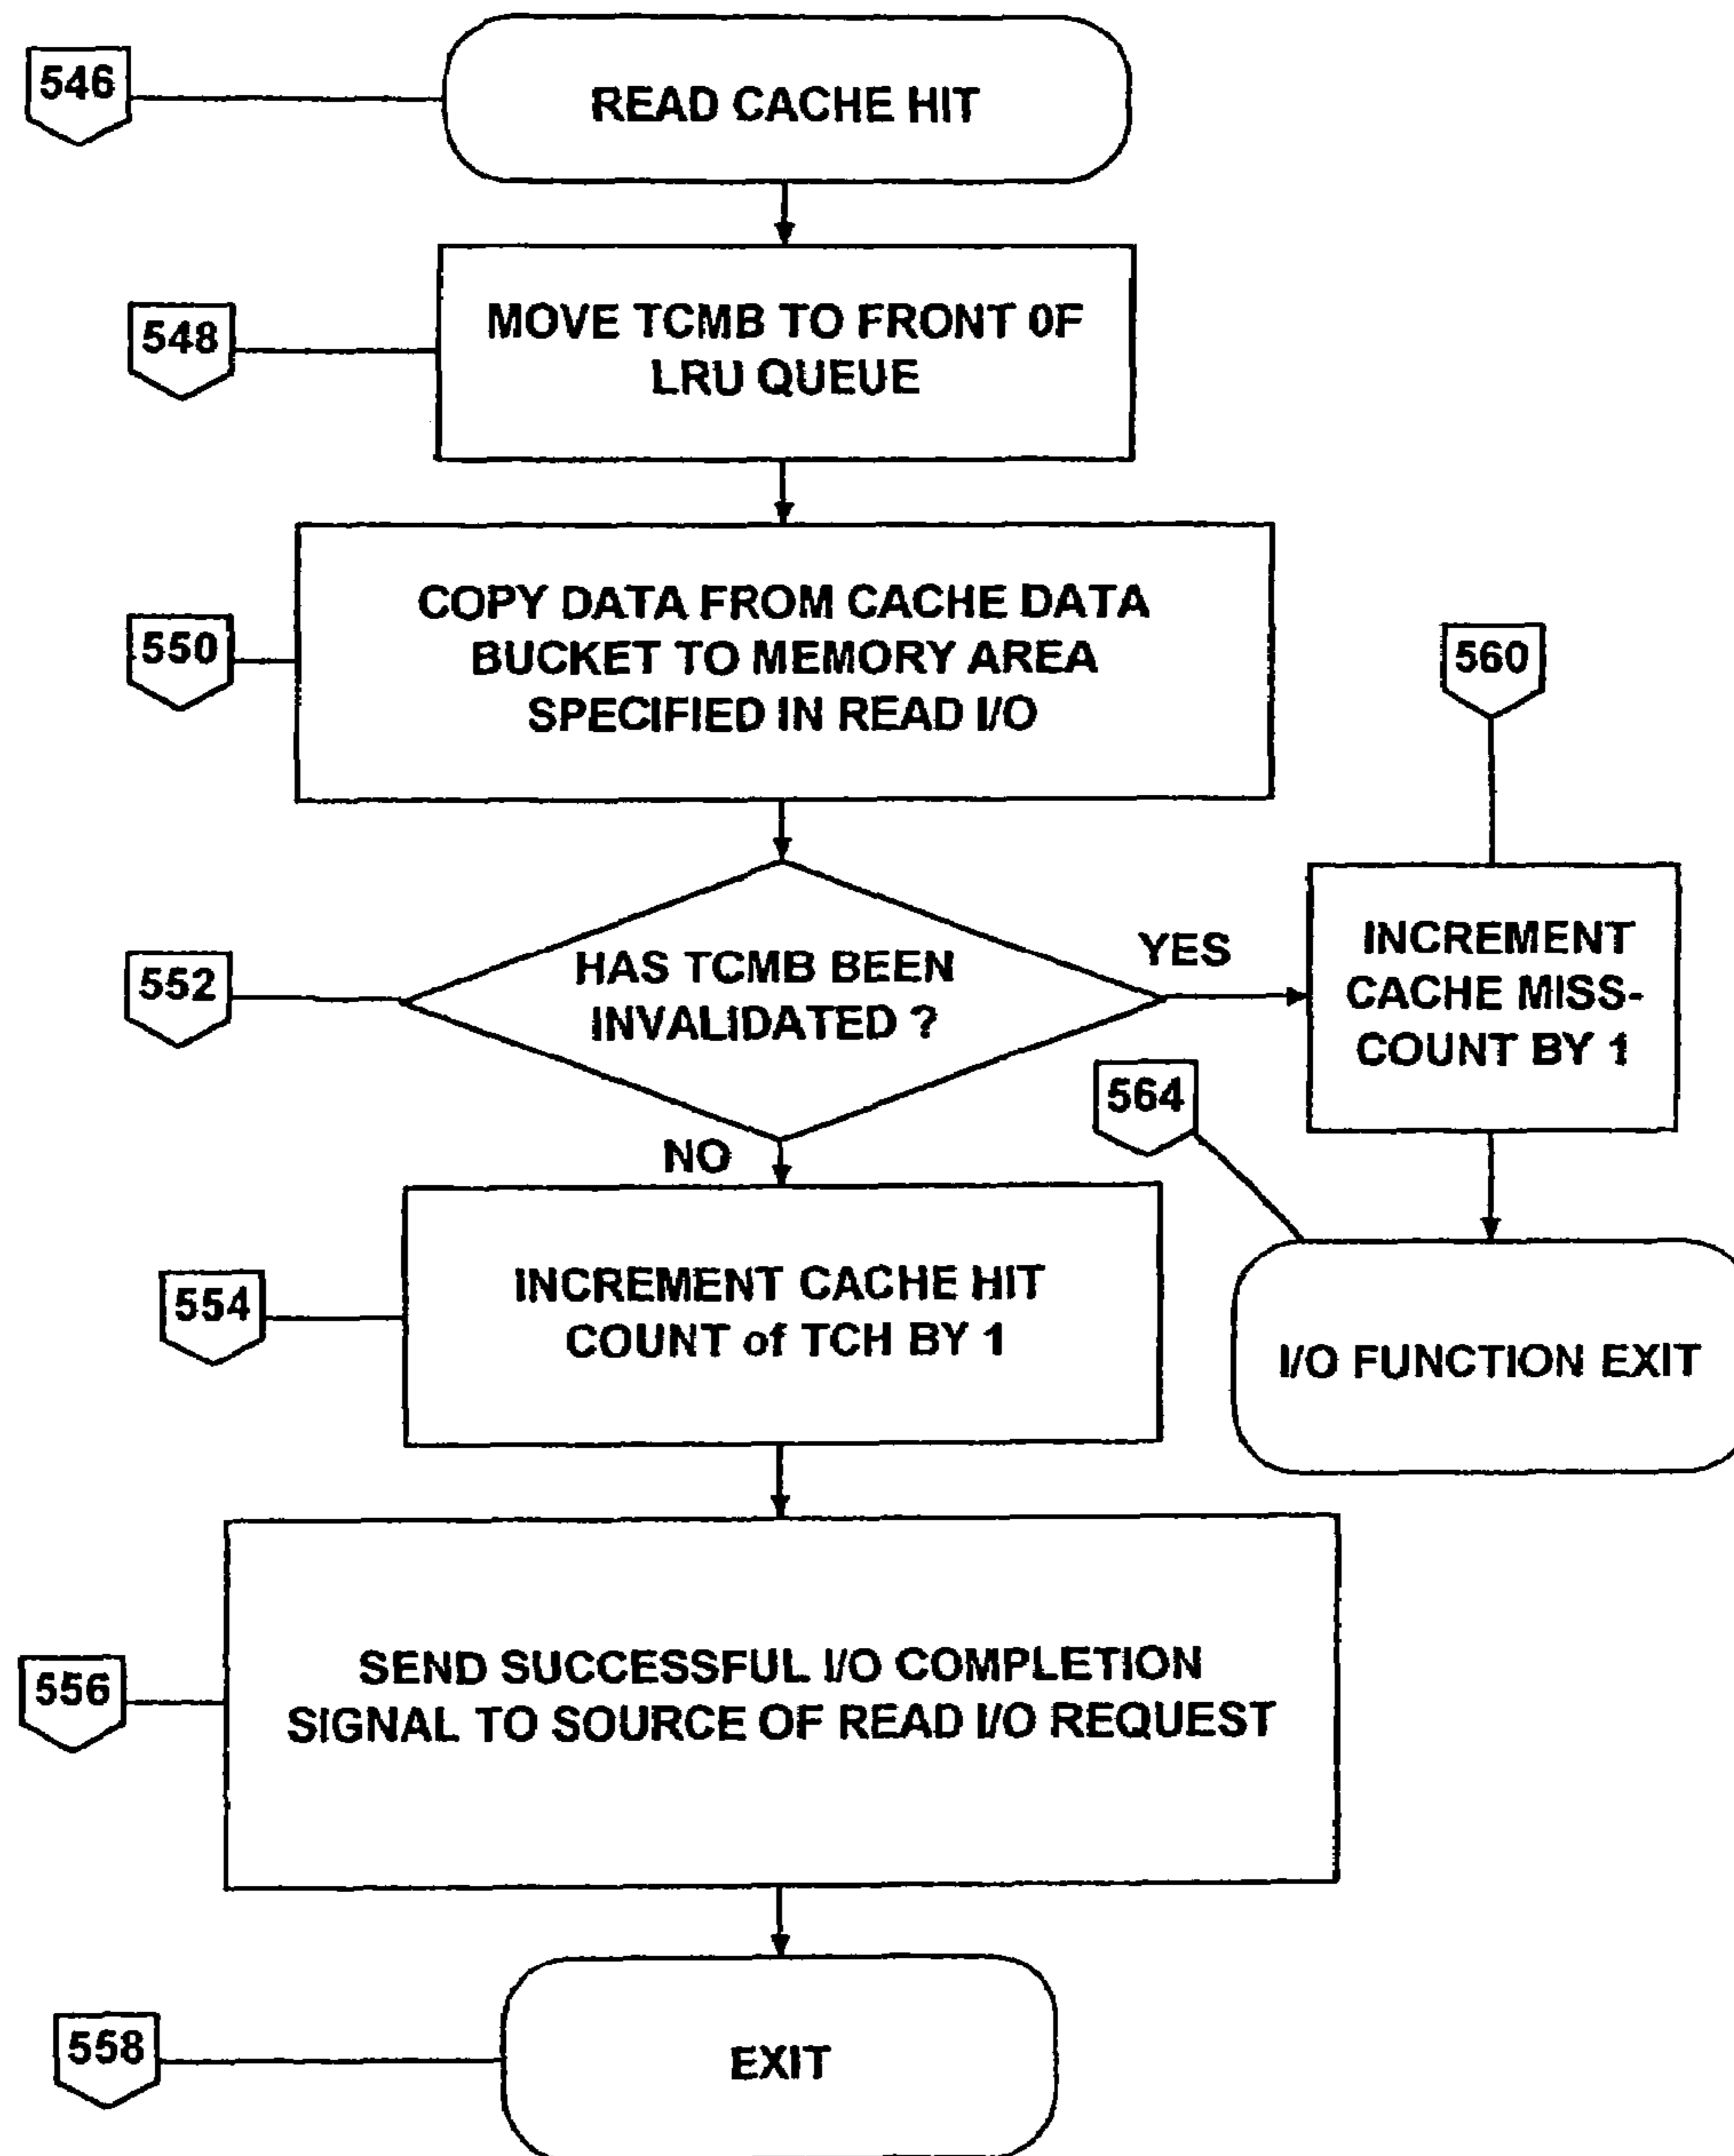 546
READ CACHE HIT
548
MOVE TCMB TO FRONT 0F
LRU QUEUE
550
COPY DATA FROM CACHE DATA
BUCKET TO MEMORY AREA
SPECIFIED IN READ I/O
560
552
HAS TCMB BEEN
INVALIDATED ?
YES
INCREMENT
CACHE MISS-
COUNT BY 1
564
NO
554
INCREMENT CACHE HIT
COUNT of TCH BY 1
I/O FUNCTION EXIT
556
SEND SUCCESSFUL I/O COMPLETION
SIGNAL TO SOURCE OF READ I/O REQUEST
558
EXIT